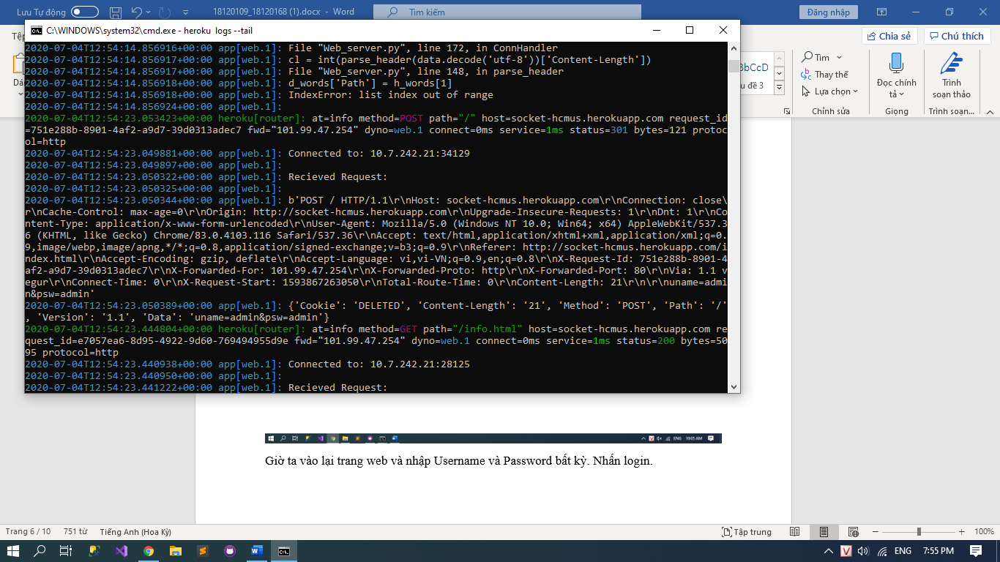 Lưu Tự động
18120109_18120168 (1).docx - Word
Tìm kiếm
Đăng nhập
C:\WINDOWS\system32\cmd.exe - heroku logs --tail
Chia sẻ
Chú thích
Tệp
2020-07-04T12:54:14.856916+00:00 app[web.1]: File "Web_server.py", line 172, in ConnHandler
2020-07-04T12:54:14.856917+00:00 app[web.1]: cl = int(parse_header(data.decode('utf-8'))['Content-Length'])
2020-07-04T12:54:14.856917+00:00 app[web.1]: File "Web_server.py", line 148, in parse_header
2020-07-04T12:54:14.856918+00:00 app[web.1]: d_words['Path'] = h_words[1]
2020-07-04T12:54:14.856918+00:00 app[web.1]: IndexError: list index out of range
2020-07-04T12:54:14.856924+00:00 app[web.1]:
2020-07-04T12:54:23.053423+00:00 heroku[router]: at=info method=POST path="/" host=socket-hcmus.herokuapp.com request_id
=751e288b-8901-4af2-a9d7-39d0313adec7 fwd="101.99.47.254" dyno=web.1 connect=0ms service=1ms status=301 bytes=121 protoc
ol=http
2020-07-04T12:54:23.049881+00:00 app[web.1]: Connected to: 10.7.242.21:34129
2020-07-04T12:54:23.049897+00:00 app[web.1]:
2020-07-04T12:54:23.050322+00:00 app[web.1]: Recieved Request:
2020-07-04T12:54:23.050325+00:00 app[web.1]:
2020-07-04T12:54:23.050344+00:00 app[web.1]: b'POST / HTTP/1.1\r\nHost: socket-hcmus.herokuapp.com\r\nConnection: close\
r\nCache-Control: max-age=0\r\nOrigin: http://socket-hcmus.herokuapp.com\r\nUpgrade-Insecure-Requests: 1\r\nDnt: 1\r\nCo
ntent-Type: application/x-www-form-urlencoded\r\nUser-Agent: Mozilla/5.0 (Windows NT 10.0; Win64; x64) AppleWebKit/537.3
6 (KHTML, like Gecko) Chrome/83.0.4103.116 Safari/537.36\r\nAccept: text/html,application/xhtml+xml,application/xml;q=0.
9,image/webp,image/apng,*/*;q=0.8,application/signed-exchange;v=b3;q=0.9\r\nReferer: http://socket-hcmus.herokuapp.com/i
ndex.html\r\nAccept-Encoding: gzip, deflate\r\nAccept-Language: vi,vi-VN;q=0.9,en;q=0.8\r\nX-Request-Id: 751e288b-8901-4
af2-a9d7-39d0313adec7\r\nX-Forwarded-For: 101.99.47.254\r\nX-Forwarded-Proto: http\r\nX-Forwarded-Port: 80\r\nVia: 1.1 v
egur\r\nConnect-Time: 0\r\nX-Request-Start: 1593867263050\r\nTotal-Route-Time: 0\r\nContent-Length: 21\r\n\r\nuname=admi
n&psw=admin'
2020-07-04T12:54:23.050389+00:00 app[web.1]: {'Cookie': 'DELETED', 'Content-Length': '21', 'Method': 'POST', 'Path': '/'
, 'Version': '1.1', 'Data': 'uname=admin&psw=admin'}
2020-07-04T12:54:23.444804+00:00 heroku[router]: at=info method=GET path="/info.html" host=socket-hcmus.herokuapp.com re
quest_id=e7057ea6-8d95-4922-9d60-769494955d9e fwd="101.99.47.254" dyno=web.1 connect=0ms service=1ms status=200 bytes=50
95 protocol=http
2020-07-04T12:54:23.440938+00:00 app[web.1]: Connected to: 10.7.242.21:28125
2020-07-04T12:54:23.440950+00:00 app[web.1]:
2020-07-04T12:54:23.441222+00:00 app[web.1]: Recieved Request:
Dá
bCcD
u đề 3
Tìm
Thay thế
Lựa chọn
Chỉnh sửa
Đọc chính
tả
Giọng
Trình
soạn thảo
Trình soạn...
ENG 10:05 AM
Giờ ta vào lại trang web và nhập Username và Password bất kỳ. Nhấn login.
Trang 6 / 10
751 từ
Tiếng Anh (Hoa Kỳ)
Tập trung
100%
ENG
7:55 PM